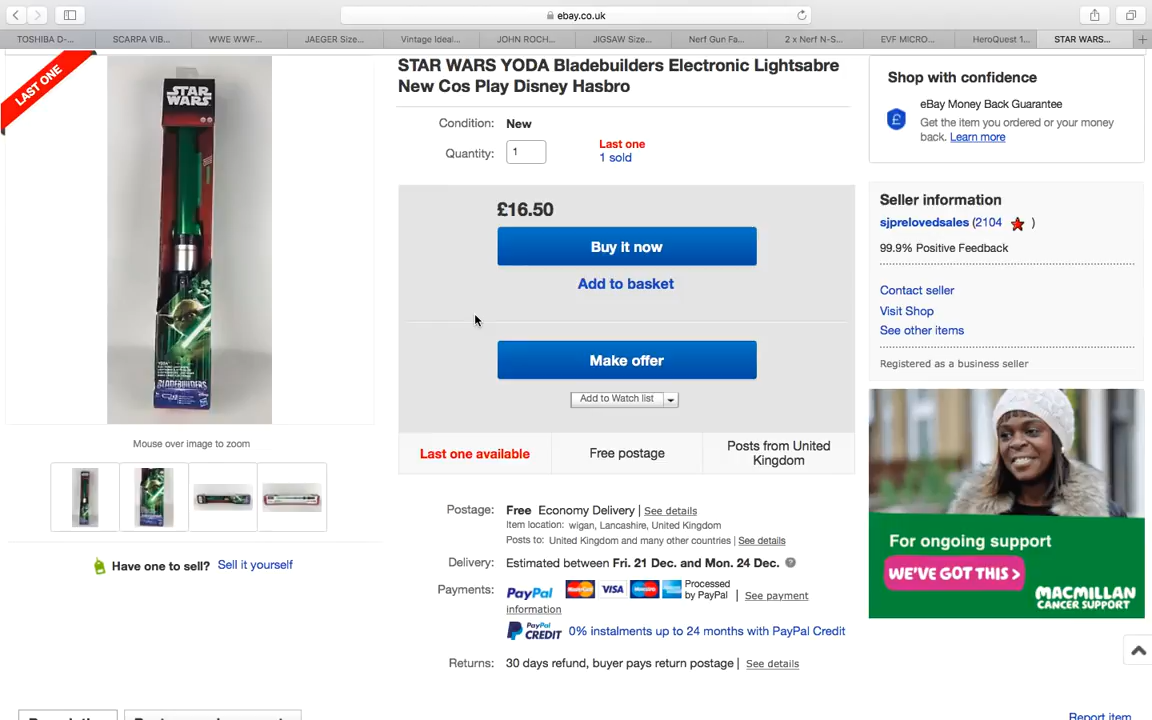 ebay.co.uk
TOSHIBA D-...
SCARPA VIB...
WWE WWF...
JAEGER Size...
Vintage Ideal...
JOHN ROCH...
JIGSAW Size...
Nerf Gun Fa...
2 x Nerf N-S...
EVF MICRO...
HeroQuest 1...
STAR WARS...
LAST ONE
STAR WARS
YODA
BLADEBUILDERS
Mouse over image to zoom
Have one to sell? Sell it yourself
STAR WARS YODA Bladebuilders Electronic Lightsabre
New Cos Play Disney Hasbro
Condition: New
Quantity: 1
Last one
1 sold
£16.50
Buy it now
Add to basket
Make offer
Add to Watch list
Last one available
Free postage
Posts from United
Kingdom
Postage: Free Economy Delivery | See details
Item location: wigan, Lancashire, United Kingdom
Posts to: United Kingdom and many other countries | See details
Delivery: Estimated between Fri. 21 Dec. and Mon. 24 Dec. ?
Payments: PayPal MasterCard VISA Maestro Processed
by PayPal | See payment
information
PayPal CREDIT 0% instalments up to 24 months with PayPal Credit
Returns: 30 days refund, buyer pays return postage | See details
Shop with confidence
eBay Money Back Guarantee
£
Get the item you ordered or your money
back. Learn more
Seller information
sjprelovedsales (2104 )
99.9% Positive Feedback
Contact seller
Visit Shop
See other items
Registered as a business seller
For ongoing support
WE'VE GOT THIS >
MACMILLAN
CANCER SUPPORT
Report item